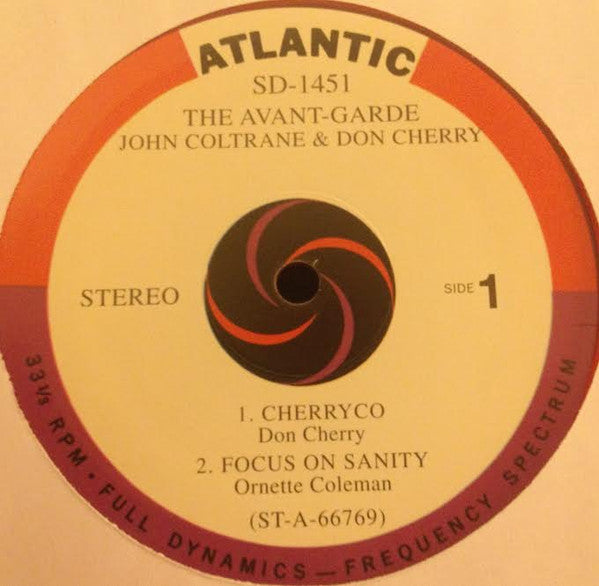 ATLANTIC
SD-1451
THE AVANT-GARDE
JOHN COLTRANE & DON CHERRY
STEREO
SIDE 1
1. CHERRYCO
Don Cherry
2. FOCUS ON SANITY
Ornette Coleman
(ST-A-66769)
33⅓ RPM • FULL DYNAMICS — FREQUENCY SPECTRUM